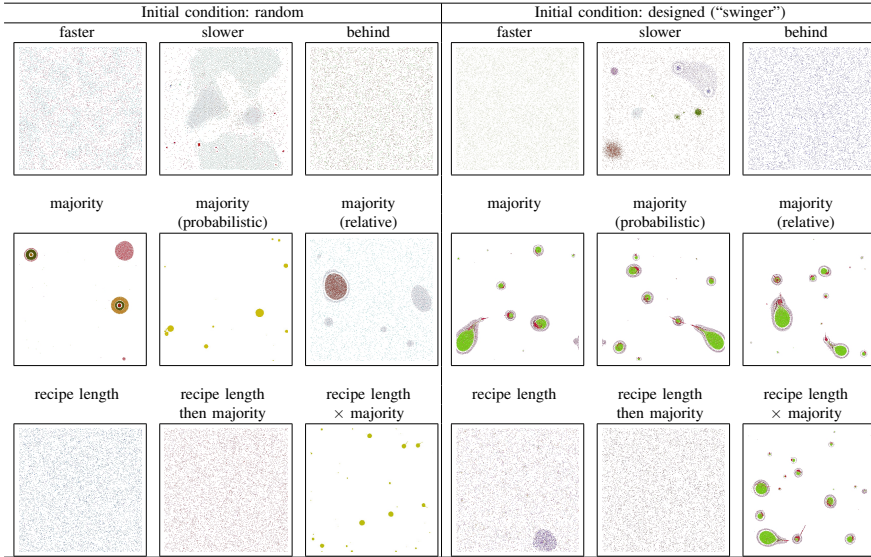 Initial condition: random
Initial condition: designed (“swinger”)
faster
slower
behind
faster
slower
behind
majority
majority
(probabilistic)
majority
(relative)
majority
majority
(probabilistic)
majority
(relative)
recipe length
recipe length
then majority
recipe length
× majority
recipe length
recipe length
then majority
recipe length
× majority